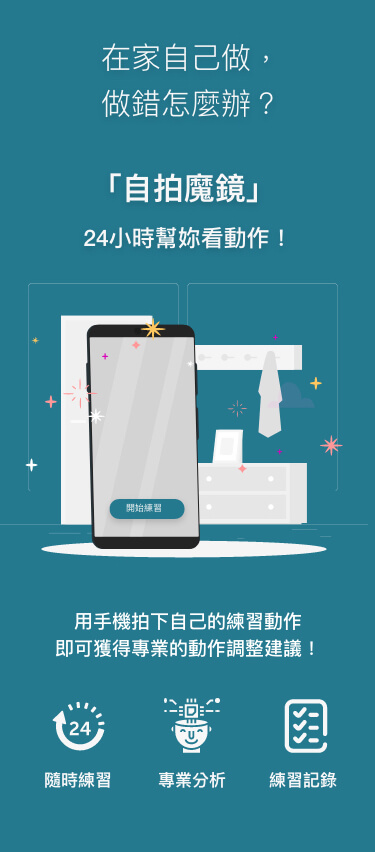 在家自己做，
做錯怎麼辦？
「自拍魔鏡」
24小時幫妳看動作！
開始練習
用手機拍下自己的練習動作
即可獲得專業的動作調整建議！
24
隨時練習
專業分析
練習記錄